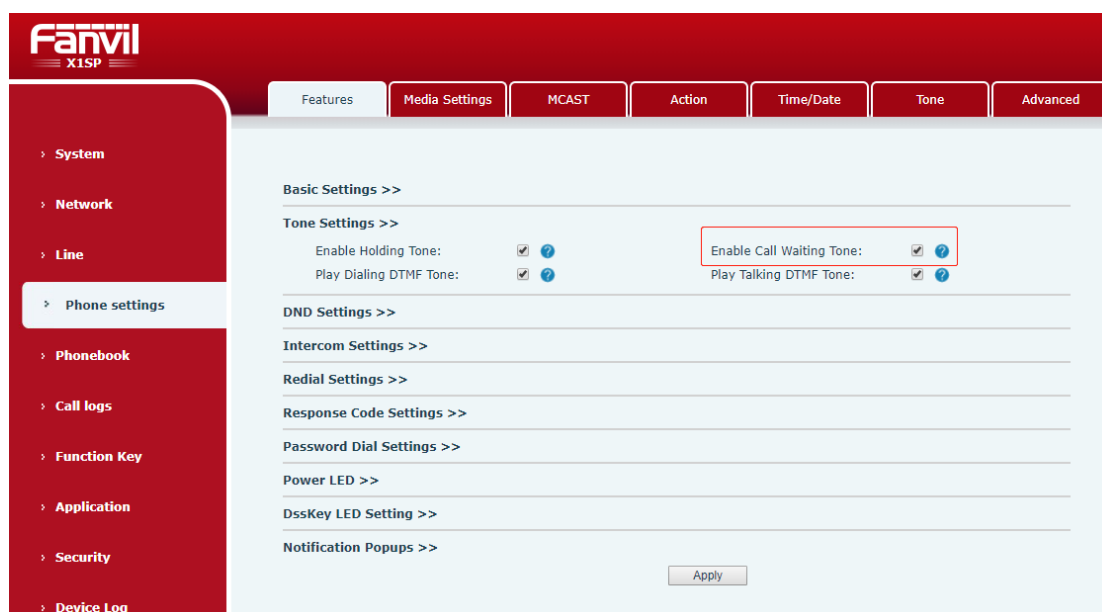 Fanvil
X1SP
Features Media Settings MCAST Action Time/Date Tone Advanced
› System
› Network
› Line
› Phone settings
› Phonebook
› Call logs
› Function Key
› Application
› Security
› Device Log
Basic Settings >>
Tone Settings >>
Enable Holding Tone: ? Enable Call Waiting Tone: ?
Play Dialing DTMF Tone: ? Play Talking DTMF Tone: ?
DND Settings >>
Intercom Settings >>
Redial Settings >>
Response Code Settings >>
Password Dial Settings >>
Power LED >>
DssKey LED Setting >>
Notification Popups >>
Apply